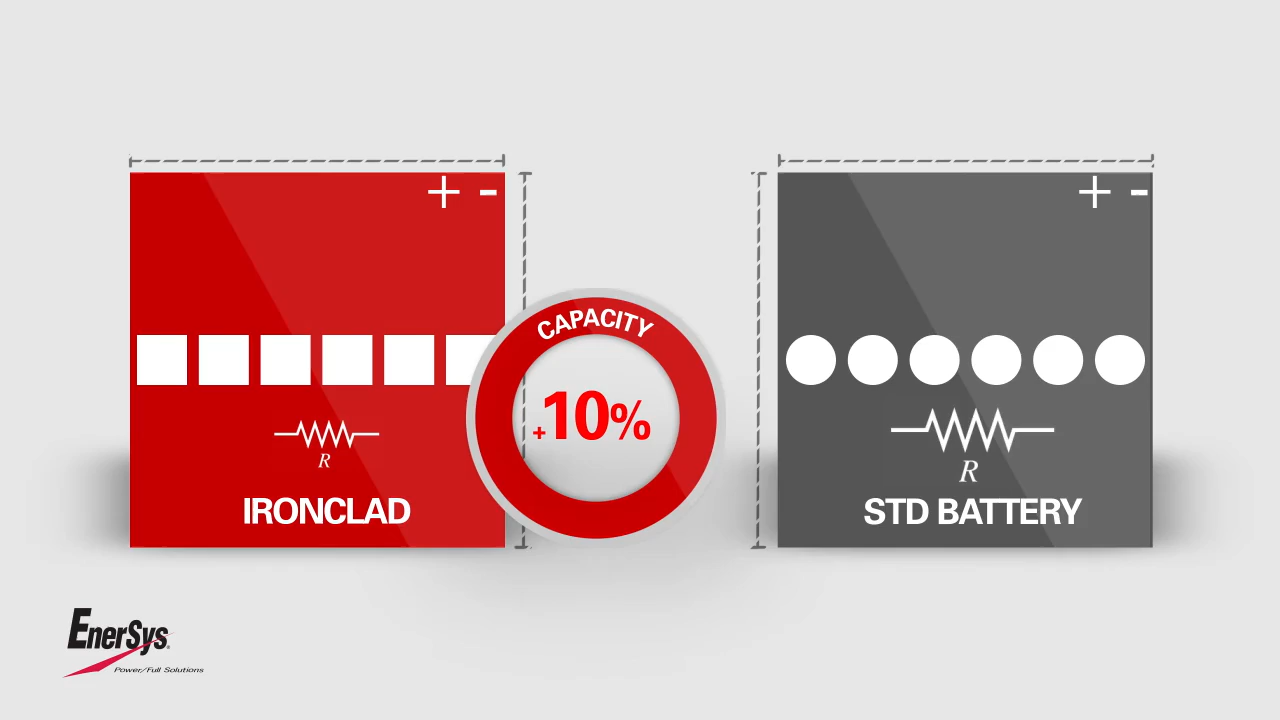 + -
+ -
CAPACITY
+10%
R
R
IRONCLAD
STD BATTERY
EnerSys
Power/Full Solutions